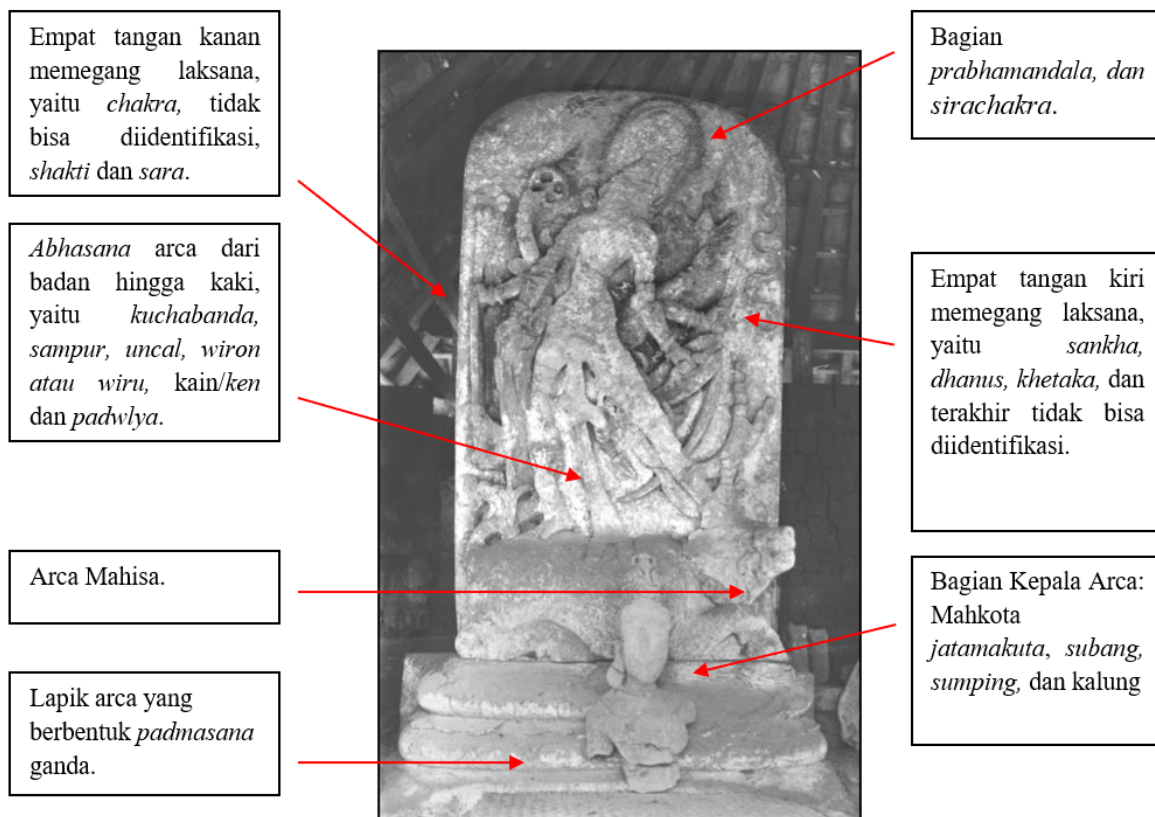 Empat tangan kanan
memegang laksana,
yaitu chakra, tidak
bisa diidentifikasi,
shakti dan sara.
Abhasana arca dari
badan hingga kaki,
yaitu kuchabanda,
sampur, uncal, wiron
atau wiru, kain/ken
dan padwlya.
Arca Mahisa.
Lapik arca yang
berbentuk padmasana
ganda.
Bagian
prabhamandala, dan
sirachakra.
Empat tangan kiri
memegang laksana,
yaitu sankha,
dhanus, khetaka, dan
terakhir tidak bisa
diidentifikasi.
Bagian Kepala Arca:
Mahkota
jatamakuta, subang,
sumping, dan kalung